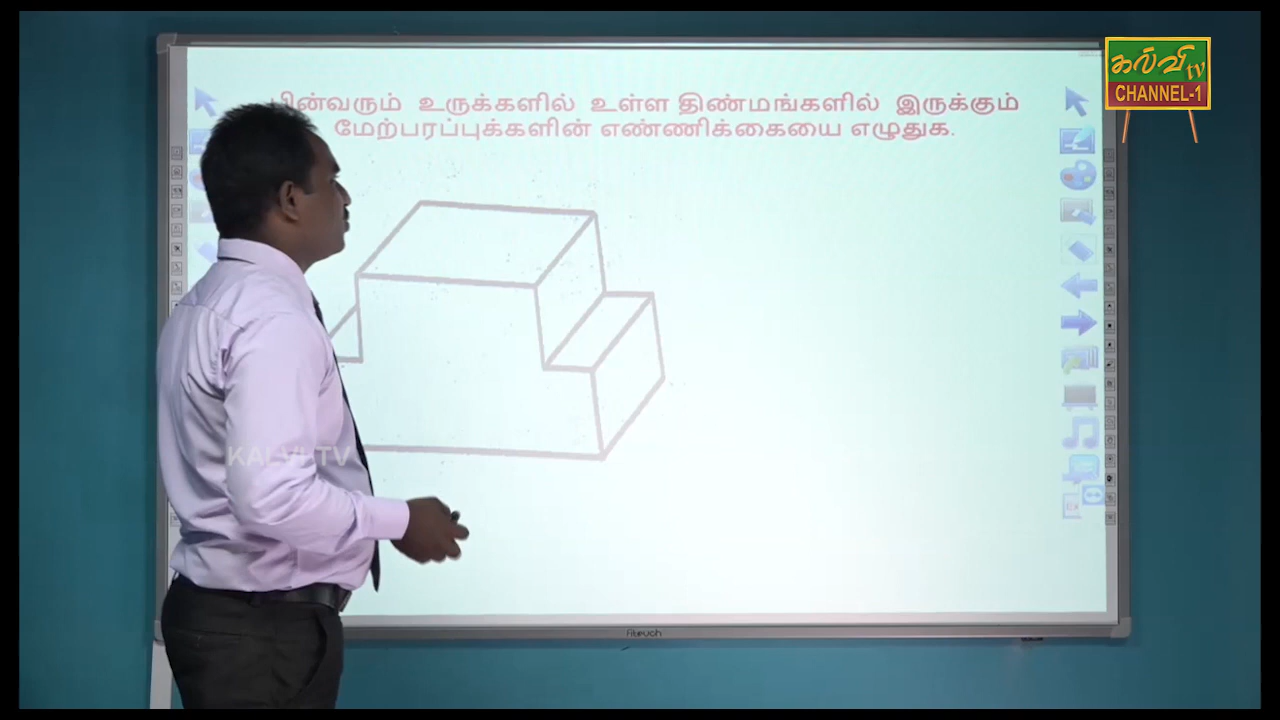 பின்வரும் உருக்களில் உள்ள திண்மங்களில் இருக்கும்
மேற்பரப்புக்களின் எண்ணிக்கையை எழுதுக.
கல்வி tv
CHANNEL-1
KALVI TV